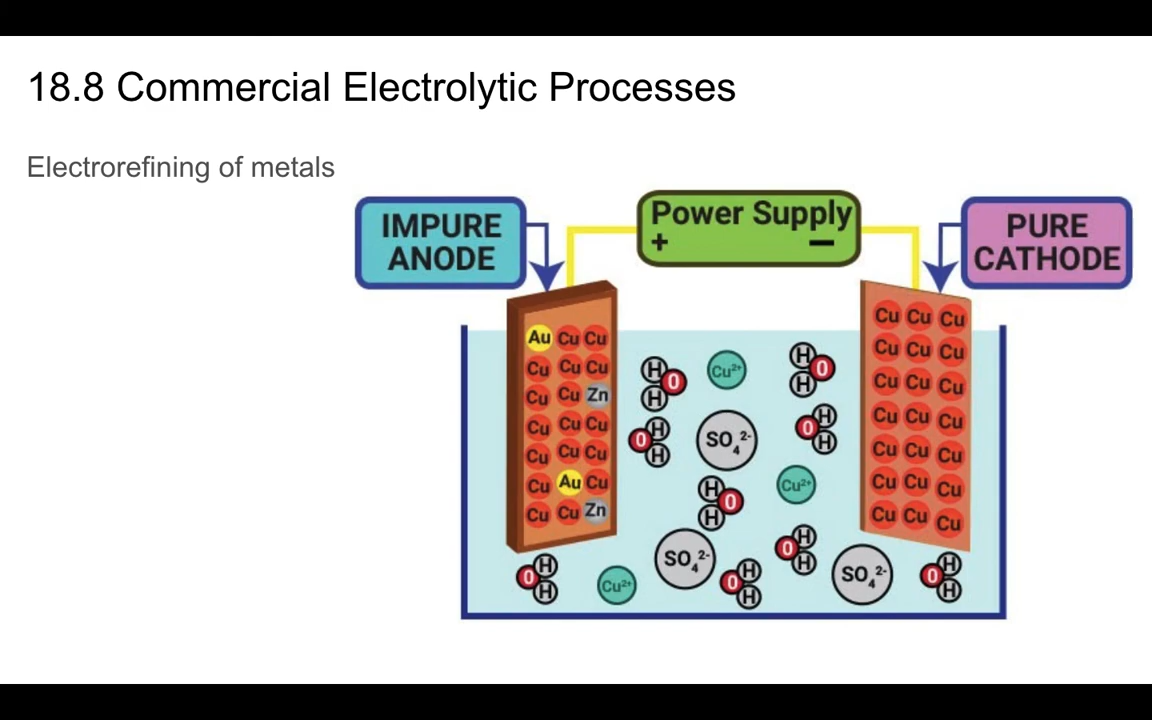 18.8 Commercial Electrolytic Processes
Electrorefining of metals
IMPURE
ANODE
Power Supply
+ −
PURE
CATHODE
Au Cu Cu
Cu Cu Cu
Cu Cu Zn
Cu Cu Cu
Cu Cu Cu
Cu Au Cu
Cu Cu Zn
H O H
Cu²⁺
H O H
O H H
SO₄²⁻
O H H
H O H
Cu²⁺
SO₄²⁻
O H H
O H H
Cu²⁺
O H H
SO₄²⁻
O H H
Cu Cu Cu
Cu Cu Cu
Cu Cu Cu
Cu Cu Cu
Cu Cu Cu
Cu Cu Cu
Cu Cu Cu